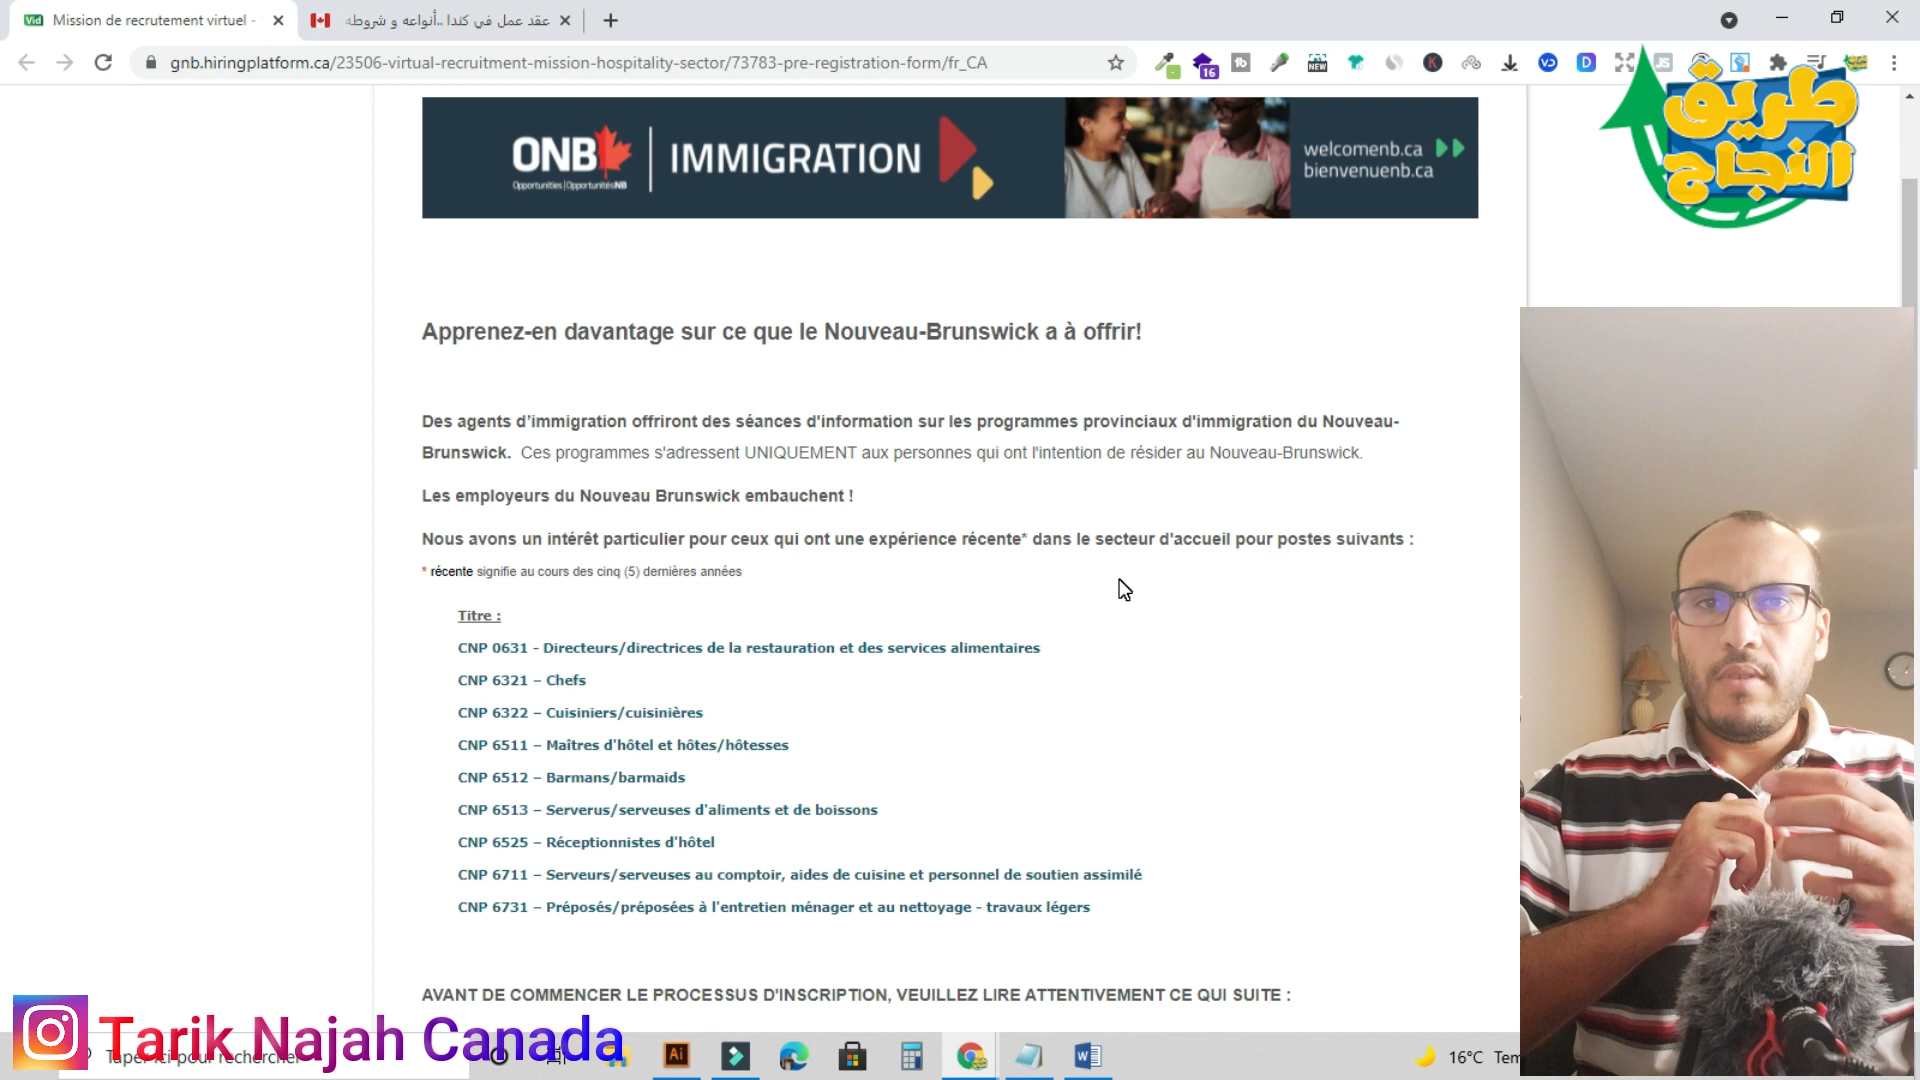 Mission de recrutement virtuel -
عقد عمل في كندا ..أنواعه و شروطه
gnb.hiringplatform.ca/23506-virtual-recruitment-mission-hospitality-sector/73783-pre-registration-form/fr_CA
16
NEW
طريق
النجاح
ONB
Opportunities|OpportunitésNB
IMMIGRATION
welcomenb.ca
bienvenuenb.ca
Apprenez-en davantage sur ce que le Nouveau-Brunswick a à offrir!
Des agents d’immigration offriront des séances d'information sur les programmes provinciaux d'immigration du Nouveau-
Brunswick. Ces programmes s'adressent UNIQUEMENT aux personnes qui ont l'intention de résider au Nouveau-Brunswick.
Les employeurs du Nouveau Brunswick embauchent !
Nous avons un intérêt particulier pour ceux qui ont une expérience récente* dans le secteur d'accueil pour postes suivants :
* récente signifie au cours des cinq (5) dernières années
Titre :
CNP 0631 - Directeurs/directrices de la restauration et des services alimentaires
CNP 6321 – Chefs
CNP 6322 – Cuisiniers/cuisinières
CNP 6511 – Maîtres d'hôtel et hôtes/hôtesses
CNP 6512 – Barmans/barmaids
CNP 6513 – Serverus/serveuses d'aliments et de boissons
CNP 6525 – Réceptionnistes d'hôtel
CNP 6711 – Serveurs/serveuses au comptoir, aides de cuisine et personnel de soutien assimilé
CNP 6731 – Préposés/préposées à l'entretien ménager et au nettoyage - travaux légers
AVANT DE COMMENCER LE PROCESSUS D'INSCRIPTION, VEUILLEZ LIRE ATTENTIVEMENT CE QUI SUITE :
Tarik Najah Canada
Taper ici pour rechercher
16°C Tem